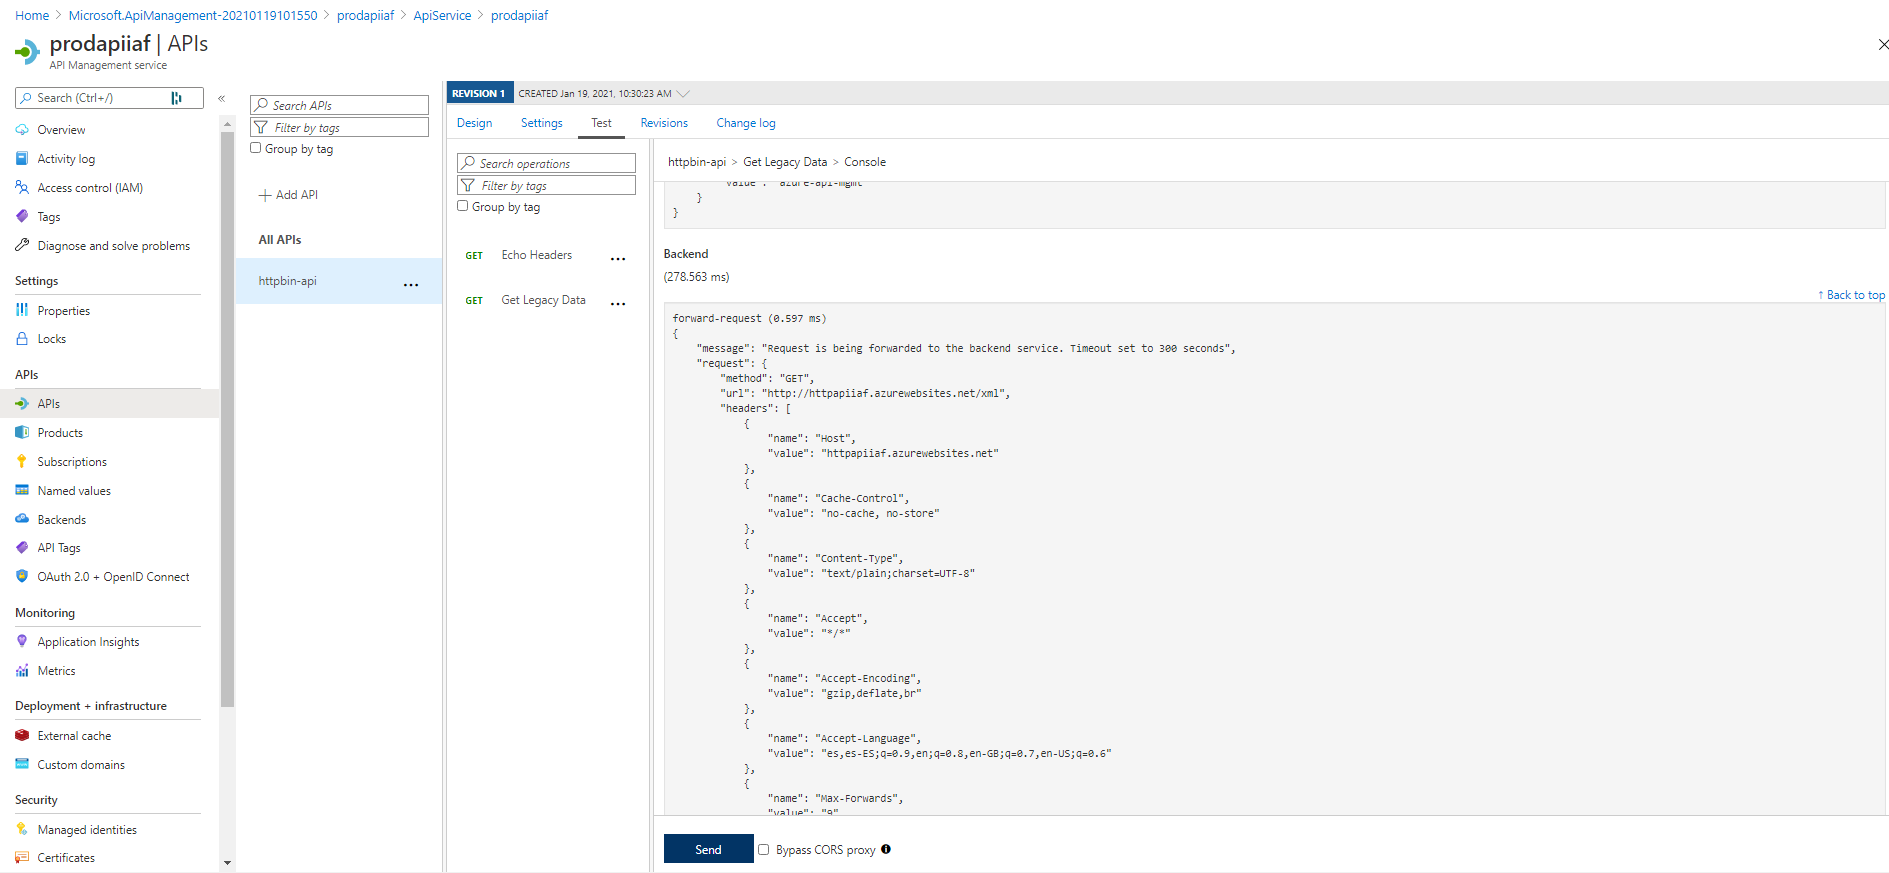 Home > Microsoft.ApiManagement-20210119101550 > prodapiiaf > ApiService > prodapiiaf
prodapiiaf | APIs
API Management service
Search (Ctrl+/)
«
Overview
Activity log
Access control (IAM)
Tags
Diagnose and solve problems
Settings
Properties
Locks
APIs
APIs
Products
Subscriptions
Named values
Backends
API Tags
OAuth 2.0 + OpenID Connect
Monitoring
Application Insights
Metrics
Deployment + infrastructure
External cache
Custom domains
Security
Managed identities
Certificates
Search APIs
Filter by tags
Group by tag
Add API
All APIs
httpbin-api ...
REVISION 1 CREATED Jan 19, 2021, 10:30:23 AM
Design Settings Test Revisions Change log
Search operations
Filter by tags
Group by tag
GET Echo Headers ...
GET Get Legacy Data ...
httpbin-api > Get Legacy Data > Console
"value": "azure-api-mgmt"
}
}
Backend
(278.563 ms)
↑ Back to top
forward-request (0.597 ms)
{
"message": "Request is being forwarded to the backend service. Timeout set to 300 seconds",
"request": {
"method": "GET",
"url": "http://httpapiiaf.azurewebsites.net/xml",
"headers": [
{
"name": "Host",
"value": "httpapiiaf.azurewebsites.net"
},
{
"name": "Cache-Control",
"value": "no-cache, no-store"
},
{
"name": "Content-Type",
"value": "text/plain;charset=UTF-8"
},
{
"name": "Accept",
"value": "*/*"
},
{
"name": "Accept-Encoding",
"value": "gzip,deflate,br"
},
{
"name": "Accept-Language",
"value": "es,es-ES;q=0.9,en;q=0.8,en-GB;q=0.7,en-US;q=0.6"
},
{
"name": "Max-Forwards",
"value": "9"
Send
Bypass CORS proxy